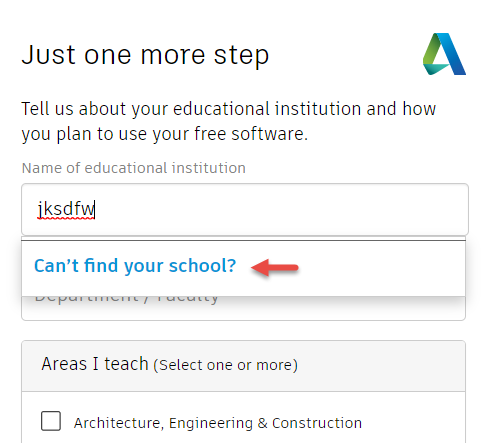 Just one more step
Tell us about your educational institution and how
you plan to use your free software.
Name of educational institution
jksdfw
Can't find your school?
Department / Faculty
Areas I teach (Select one or more)
Architecture, Engineering & Construction